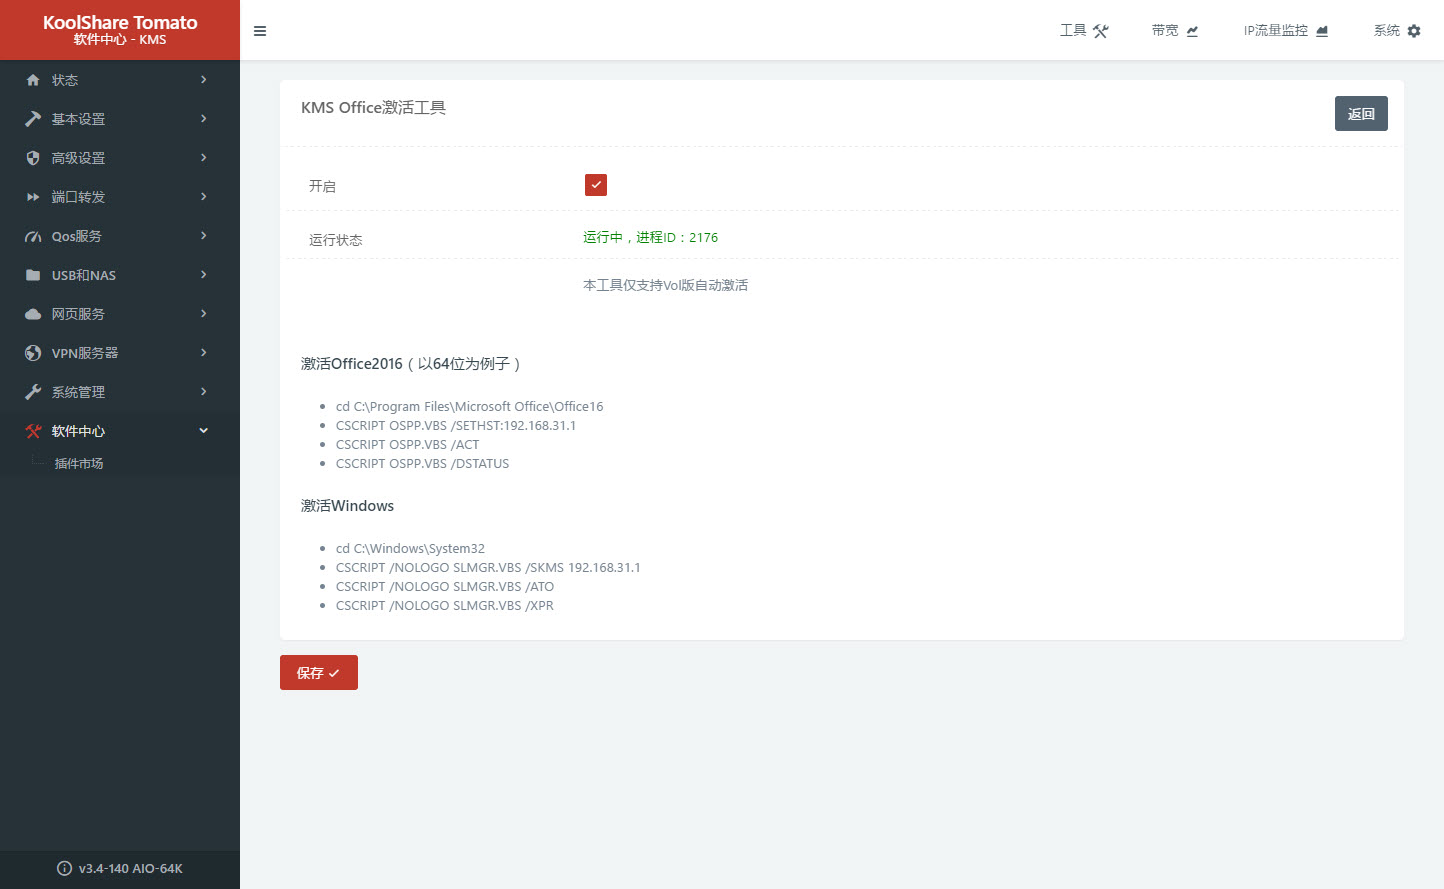 KoolShare Tomato
软件中心 - KMS
工具
带宽
IP流量监控
系统
状态
基本设置
高级设置
端口转发
Qos服务
USB和NAS
网页服务
VPN服务器
系统管理
软件中心
插件市场
v3.4-140 AIO-64K
KMS Office激活工具
返回
开启
运行状态
运行中，进程ID：2176
本工具仅支持Vol版自动激活
激活Office2016（以64位为例子）
cd C:\Program Files\Microsoft Office\Office16
CSCRIPT OSPP.VBS /SETHST:192.168.31.1
CSCRIPT OSPP.VBS /ACT
CSCRIPT OSPP.VBS /DSTATUS
激活Windows
cd C:\Windows\System32
CSCRIPT /NOLOGO SLMGR.VBS /SKMS 192.168.31.1
CSCRIPT /NOLOGO SLMGR.VBS /ATO
CSCRIPT /NOLOGO SLMGR.VBS /XPR
保存